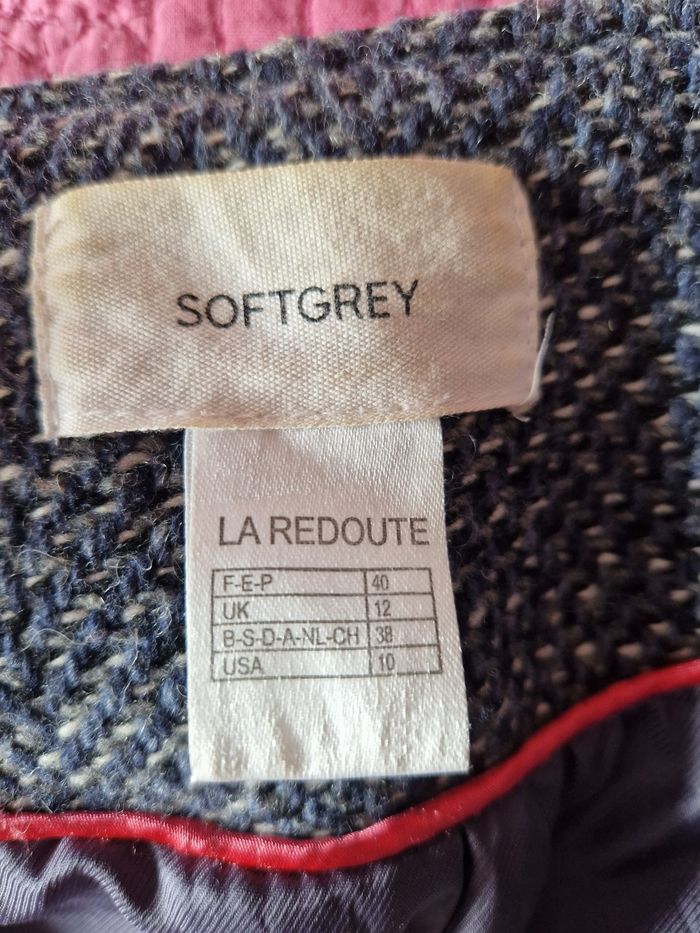 SOFTGREY
LA REDOUTE
F-E-P 40
UK 12
B-S-D-A-NL-CH 38
USA 10